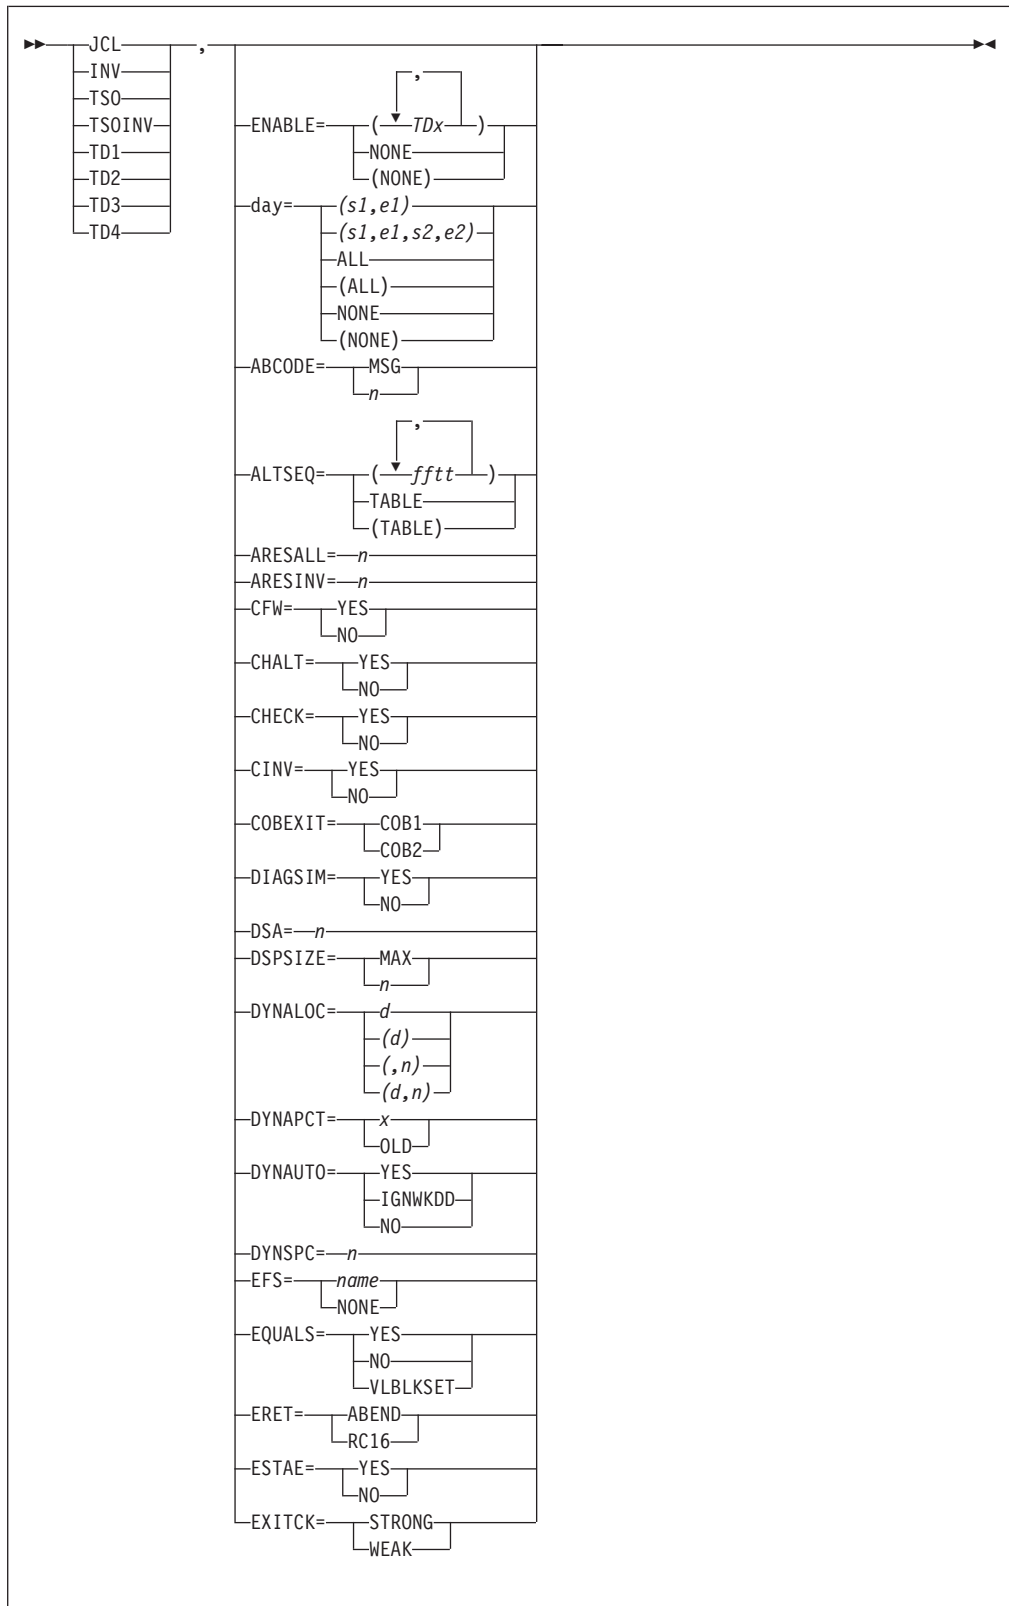 JCL ,
INV ,
TSO
TSOINV ENABLE= ( TDx )
TD1 NONE
TD2 (NONE)
TD3 day= (s1,e1)
TD4 (s1,e1,s2,e2)
ALL
(ALL)
NONE
(NONE)
ABCODE= MSG
n
,
ALTSEQ= ( fftt )
TABLE
(TABLE)
ARESALL= n
ARESINV= n
CFW= YES
NO
CHALT= YES
NO
CHECK= YES
NO
CINV= YES
NO
COBEXIT= COB1
COB2
DIAGSIM= YES
NO
DSA= n
DSPSIZE= MAX
n
DYNALOC= d
(d)
(,n)
(d,n)
DYNAPCT= x
OLD
DYNAUTO= YES
IGNWKDD
NO
DYNSPC= n
EFS= name
NONE
EQUALS= YES
NO
VLBLKSET
ERET= ABEND
RC16
ESTAE= YES
NO
EXITCK= STRONG
WEAK